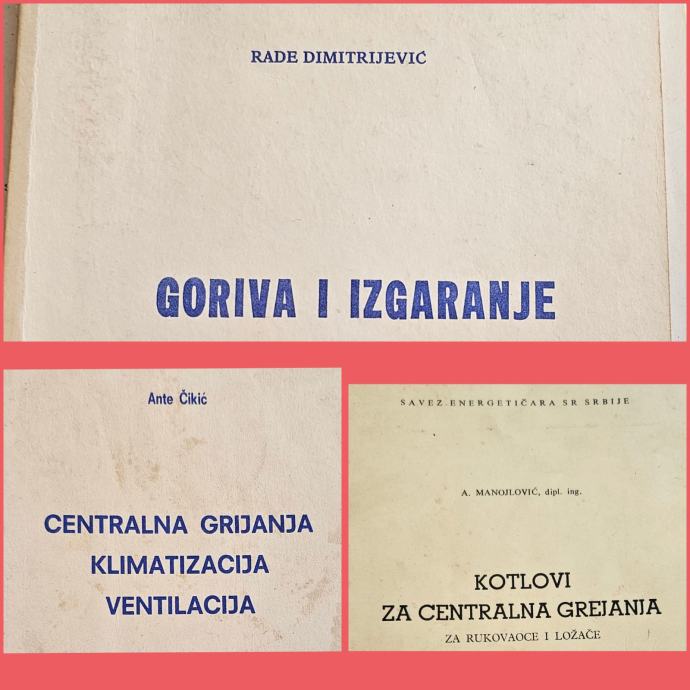 RADE DIMITRIJEVIĆ
GORIVA I IZGARANJE
Ante Čikić
CENTRALNA GRIJANJA
KLIMATIZACIJA
VENTILACIJA
SAVEZ ENERGETIČARA SR SRBIJE
A. MANOJLOVIĆ, dipl. ing.
KOTLOVI
ZA CENTRALNA GREJANJA
ZA RUKOVAOCE I LOŽAČE